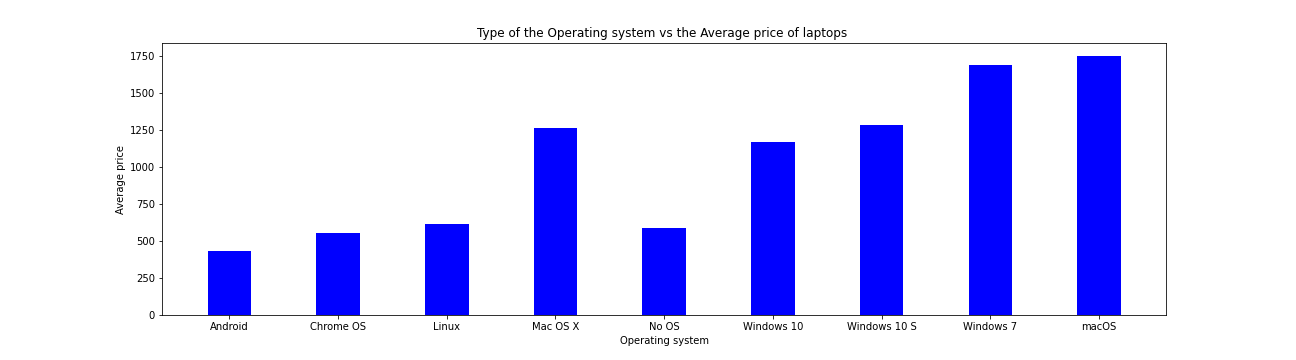 Type of the Operating system vs the Average price of laptops
Average price
1750
1500
1250
1000
750
500
250
0
Android Chrome OS Linux Mac OS X No OS Windows 10 Windows 10 S Windows 7 macOS
Operating system